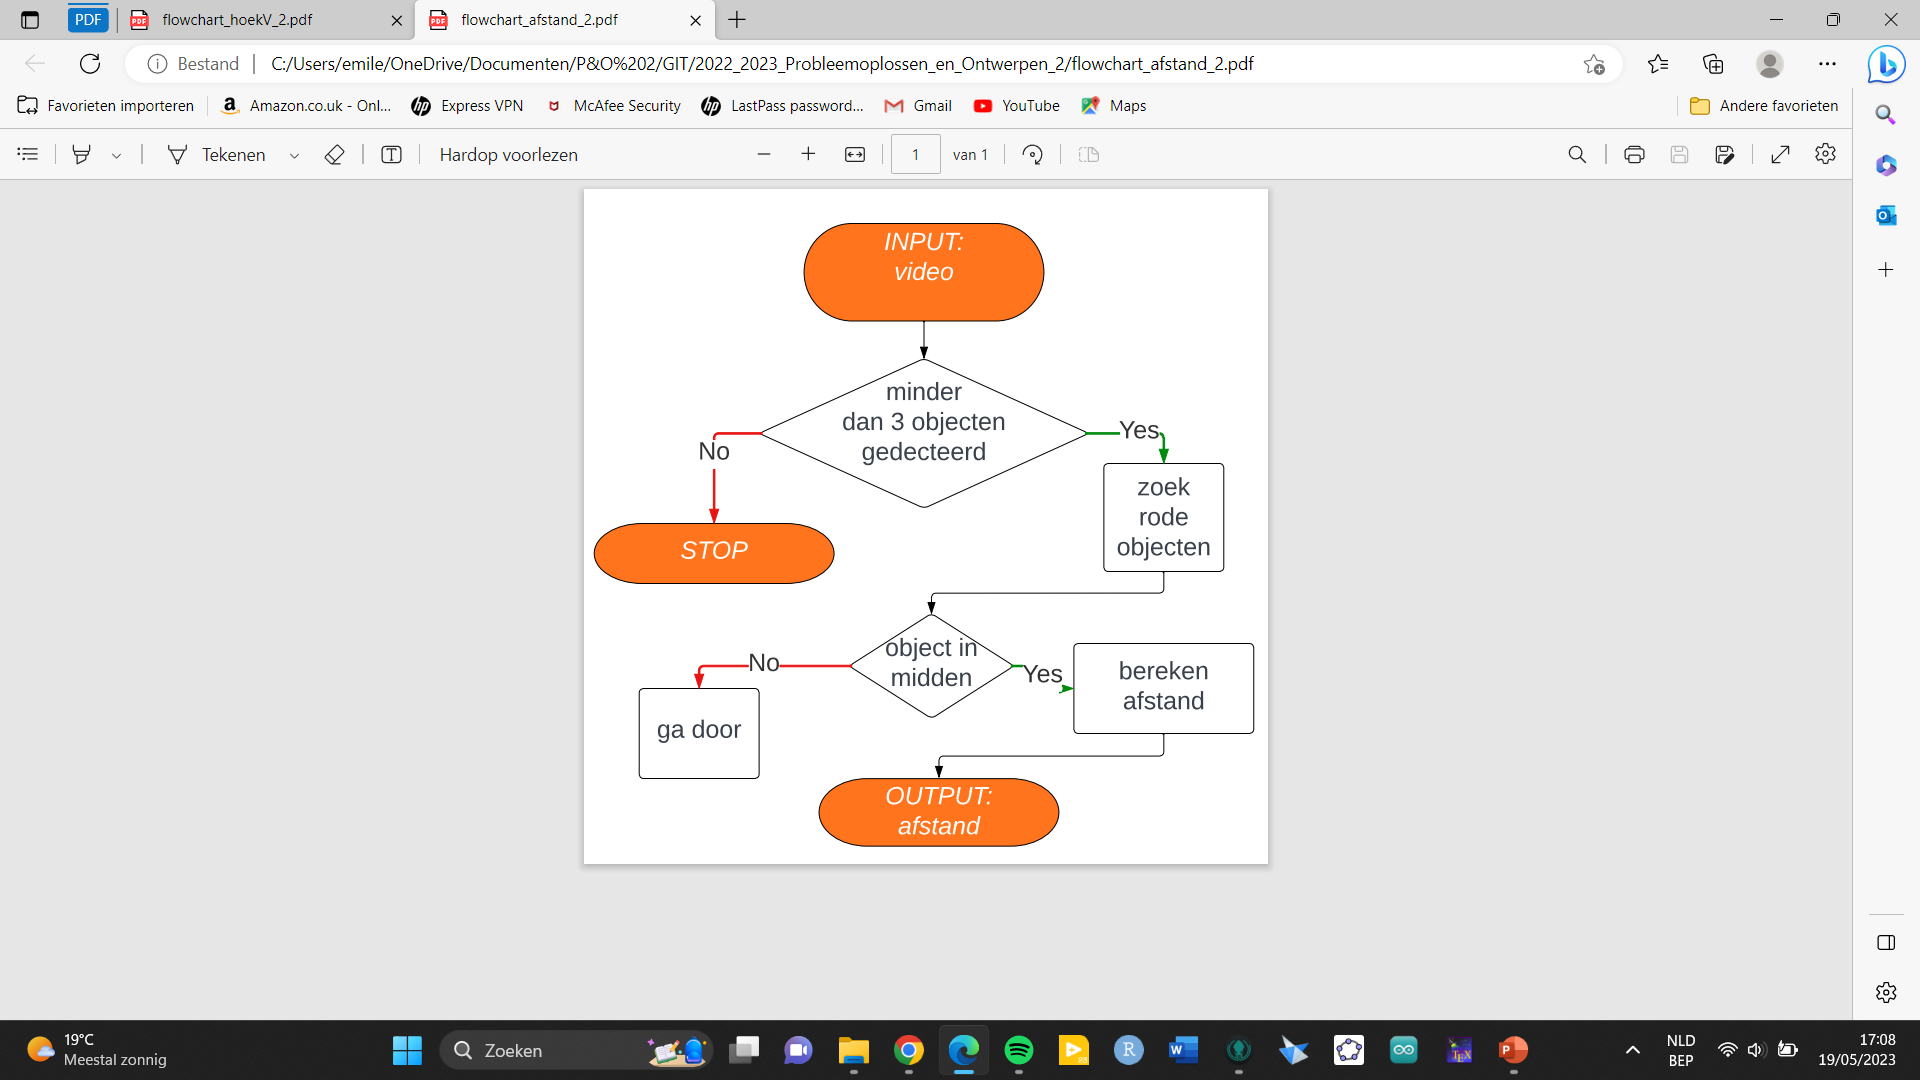 PDF
flowchart_hoekV_2.pdf
flowchart_afstand_2.pdf
Bestand
C:/Users/emile/OneDrive/Documenten/P&O%202/GIT/2022_2023_Probleemoplossen_en_Ontwerpen_2/flowchart_afstand_2.pdf
Favorieten importeren
Amazon.co.uk - Onl...
Express VPN
McAfee Security
LastPass password...
Gmail
YouTube
Maps
Andere favorieten
Tekenen
Hardop voorlezen
1
van 1
INPUT:
video
minder
dan 3 objecten
gedecteerd
No
Yes
zoek
rode
objecten
STOP
object in
midden
No
Yes
bereken
afstand
ga door
OUTPUT:
afstand
19°C
Meestal zonnig
Zoeken
NLD
BEP
17:08
19/05/2023